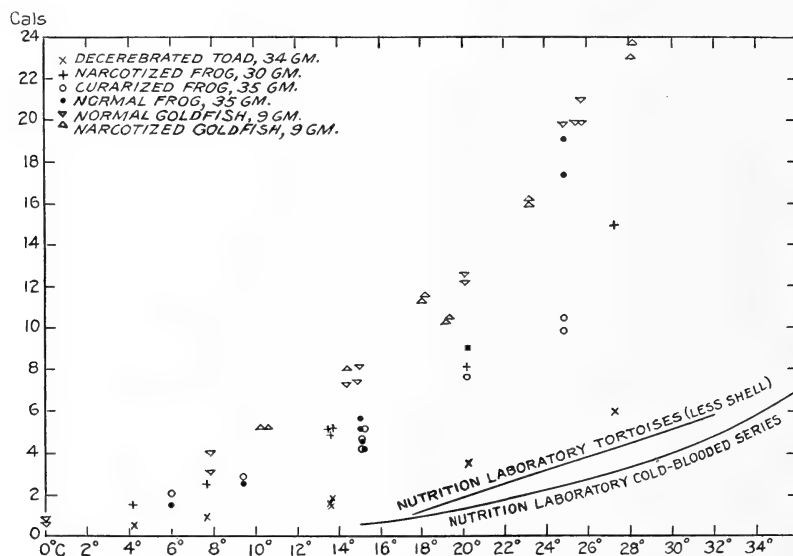 Cals
24
22
20
18
16
14
12
10
8
6
4
2
0
× DECEREBRATED TOAD, 34 GM.
+ NARCOTIZED FROG, 30 GM.
○ CURARIZED FROG, 35 GM.
● NORMAL FROG, 35 GM.
▽ NORMAL GOLDFISH, 9 GM.
△ NARCOTIZED GOLDFISH, 9 GM.
NUTRITION LABORATORY TORTOISES (LESS SHELL)
NUTRITION LABORATORY COLD-BLOODED SERIES
0°C 2° 4° 6° 8° 10° 12° 14° 16° 18° 20° 22° 24° 26° 28° 30° 32° 34°